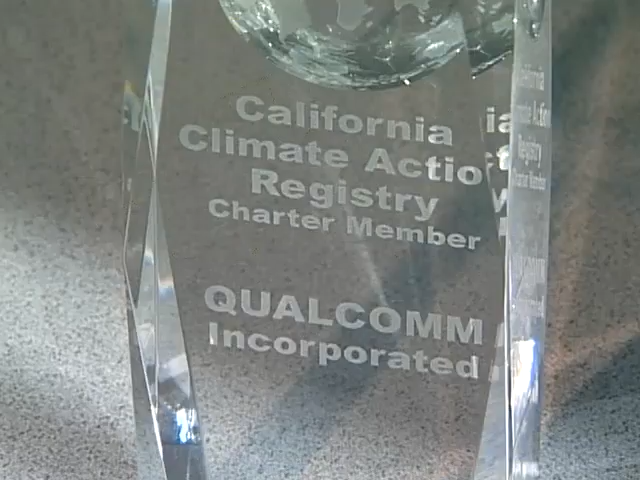 California
Climate Actio
Registry
Charter Member
QUALCOMM
Incorporated